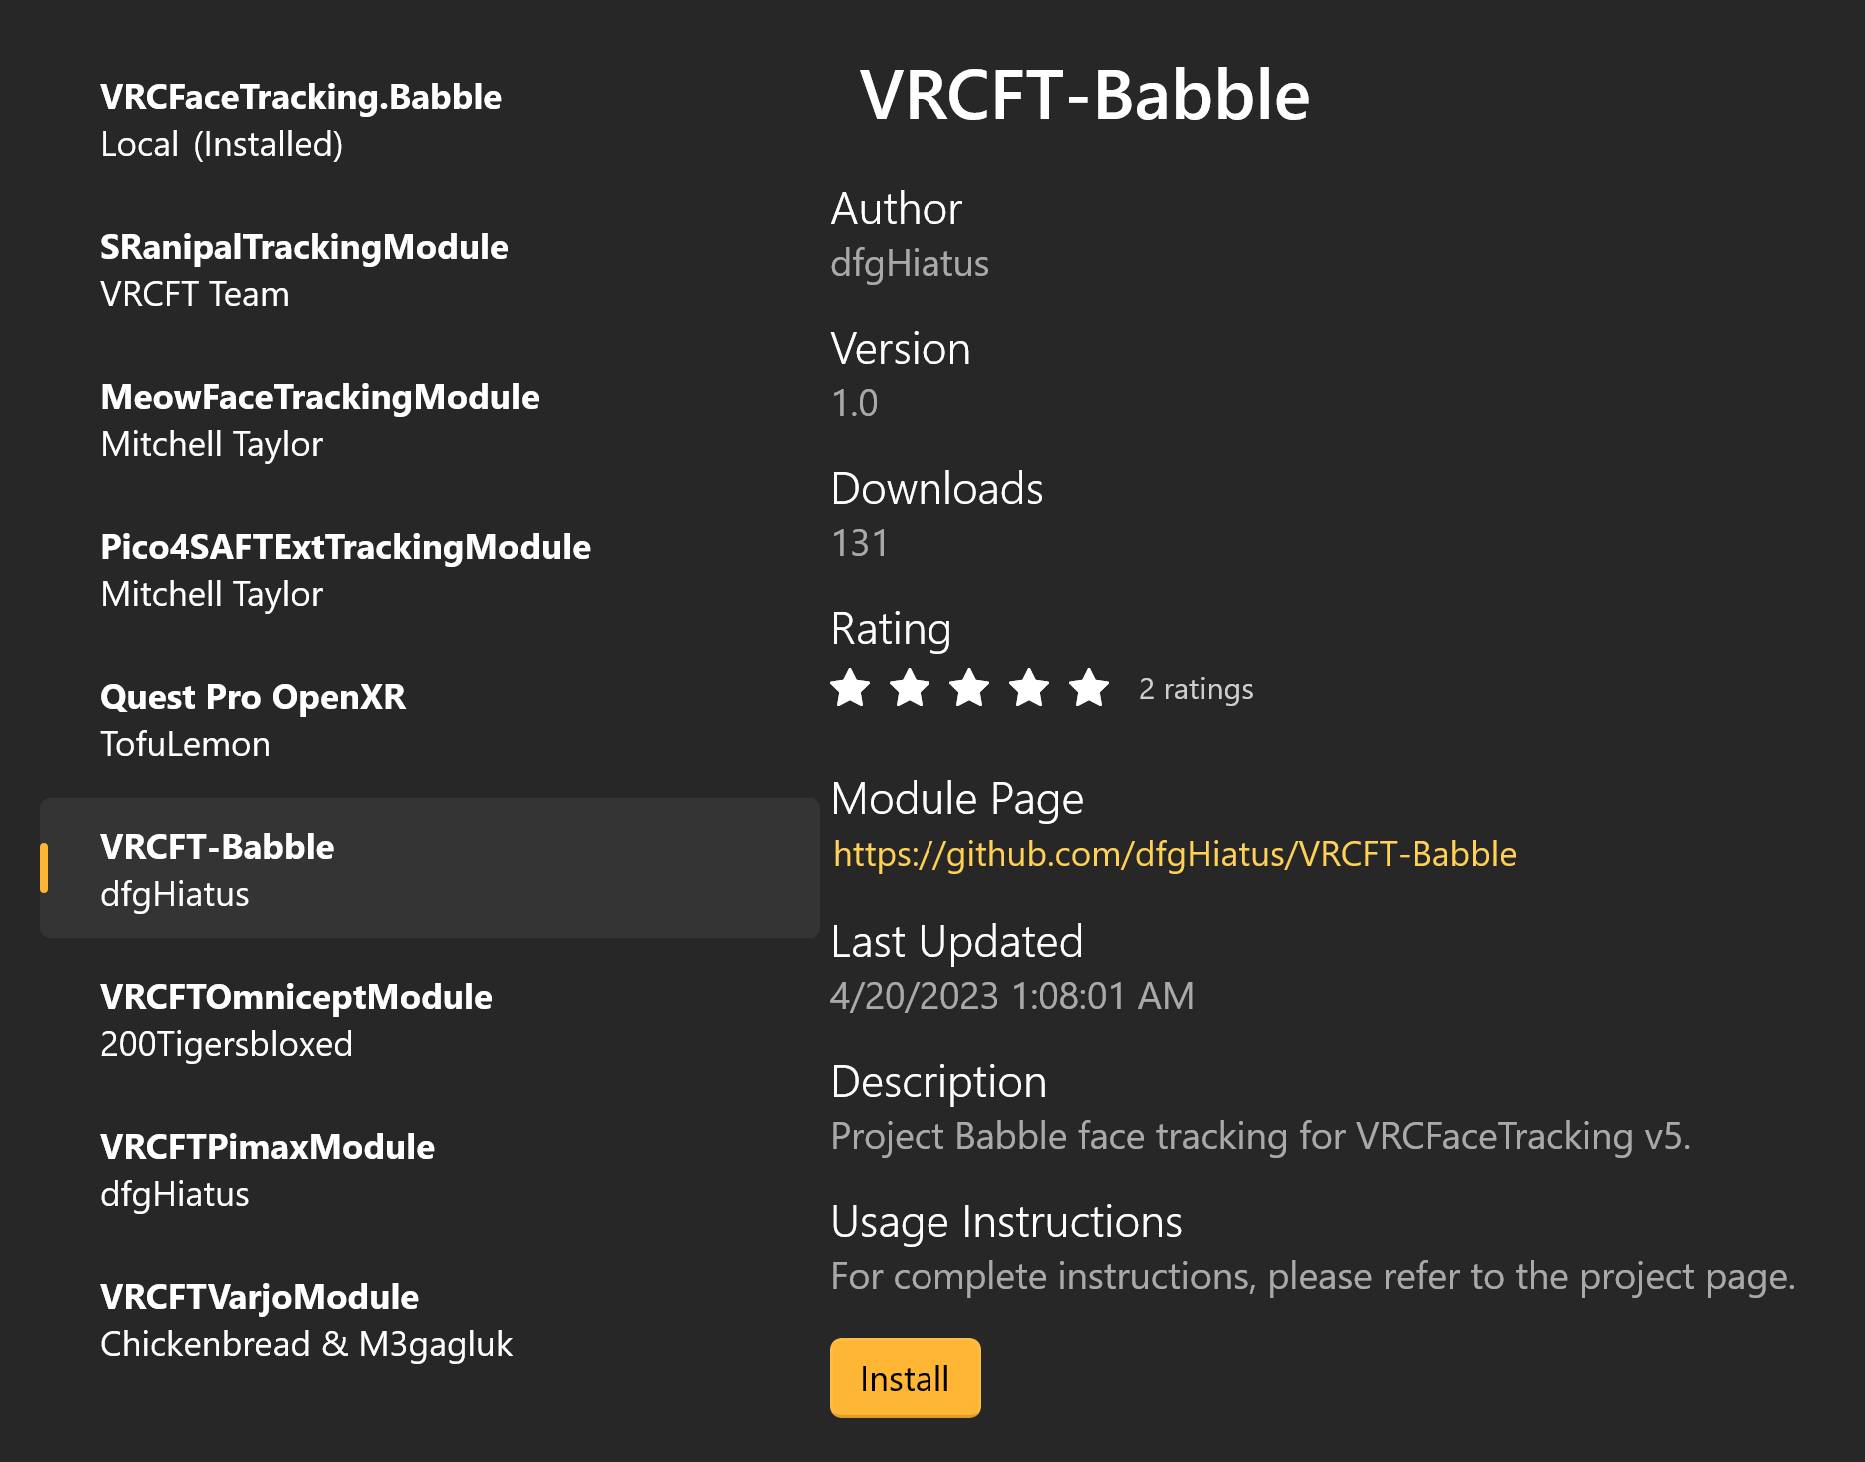 VRCFaceTracking.Babble
Local (Installed)
SRanipalTrackingModule
VRCFT Team
MeowFaceTrackingModule
Mitchell Taylor
Pico4SAFTExtTrackingModule
Mitchell Taylor
Quest Pro OpenXR
TofuLemon
VRCFT-Babble
dfgHiatus
VRCFTOmniceptModule
200Tigersbloxed
VRCFTPimaxModule
dfgHiatus
VRCFTVarjoModule
Chickenbread & M3gagluk
VRCFT-Babble
Author
dfgHiatus
Version
1.0
Downloads
131
Rating
2 ratings
Module Page
https://github.com/dfgHiatus/VRCFT-Babble
Last Updated
4/20/2023 1:08:01 AM
Description
Project Babble face tracking for VRCFaceTracking v5.
Usage Instructions
For complete instructions, please refer to the project page.
Install